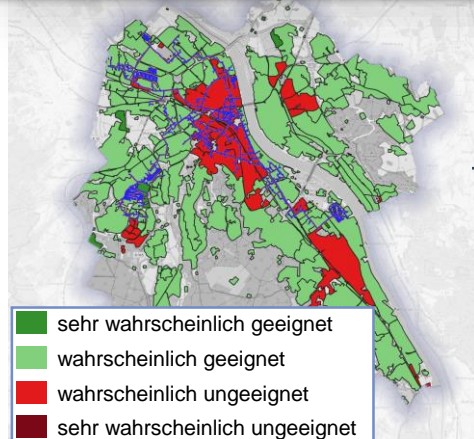 sehr wahrscheinlich geeignet
wahrscheinlich geeignet
wahrscheinlich ungeeignet
sehr wahrscheinlich ungeeignet